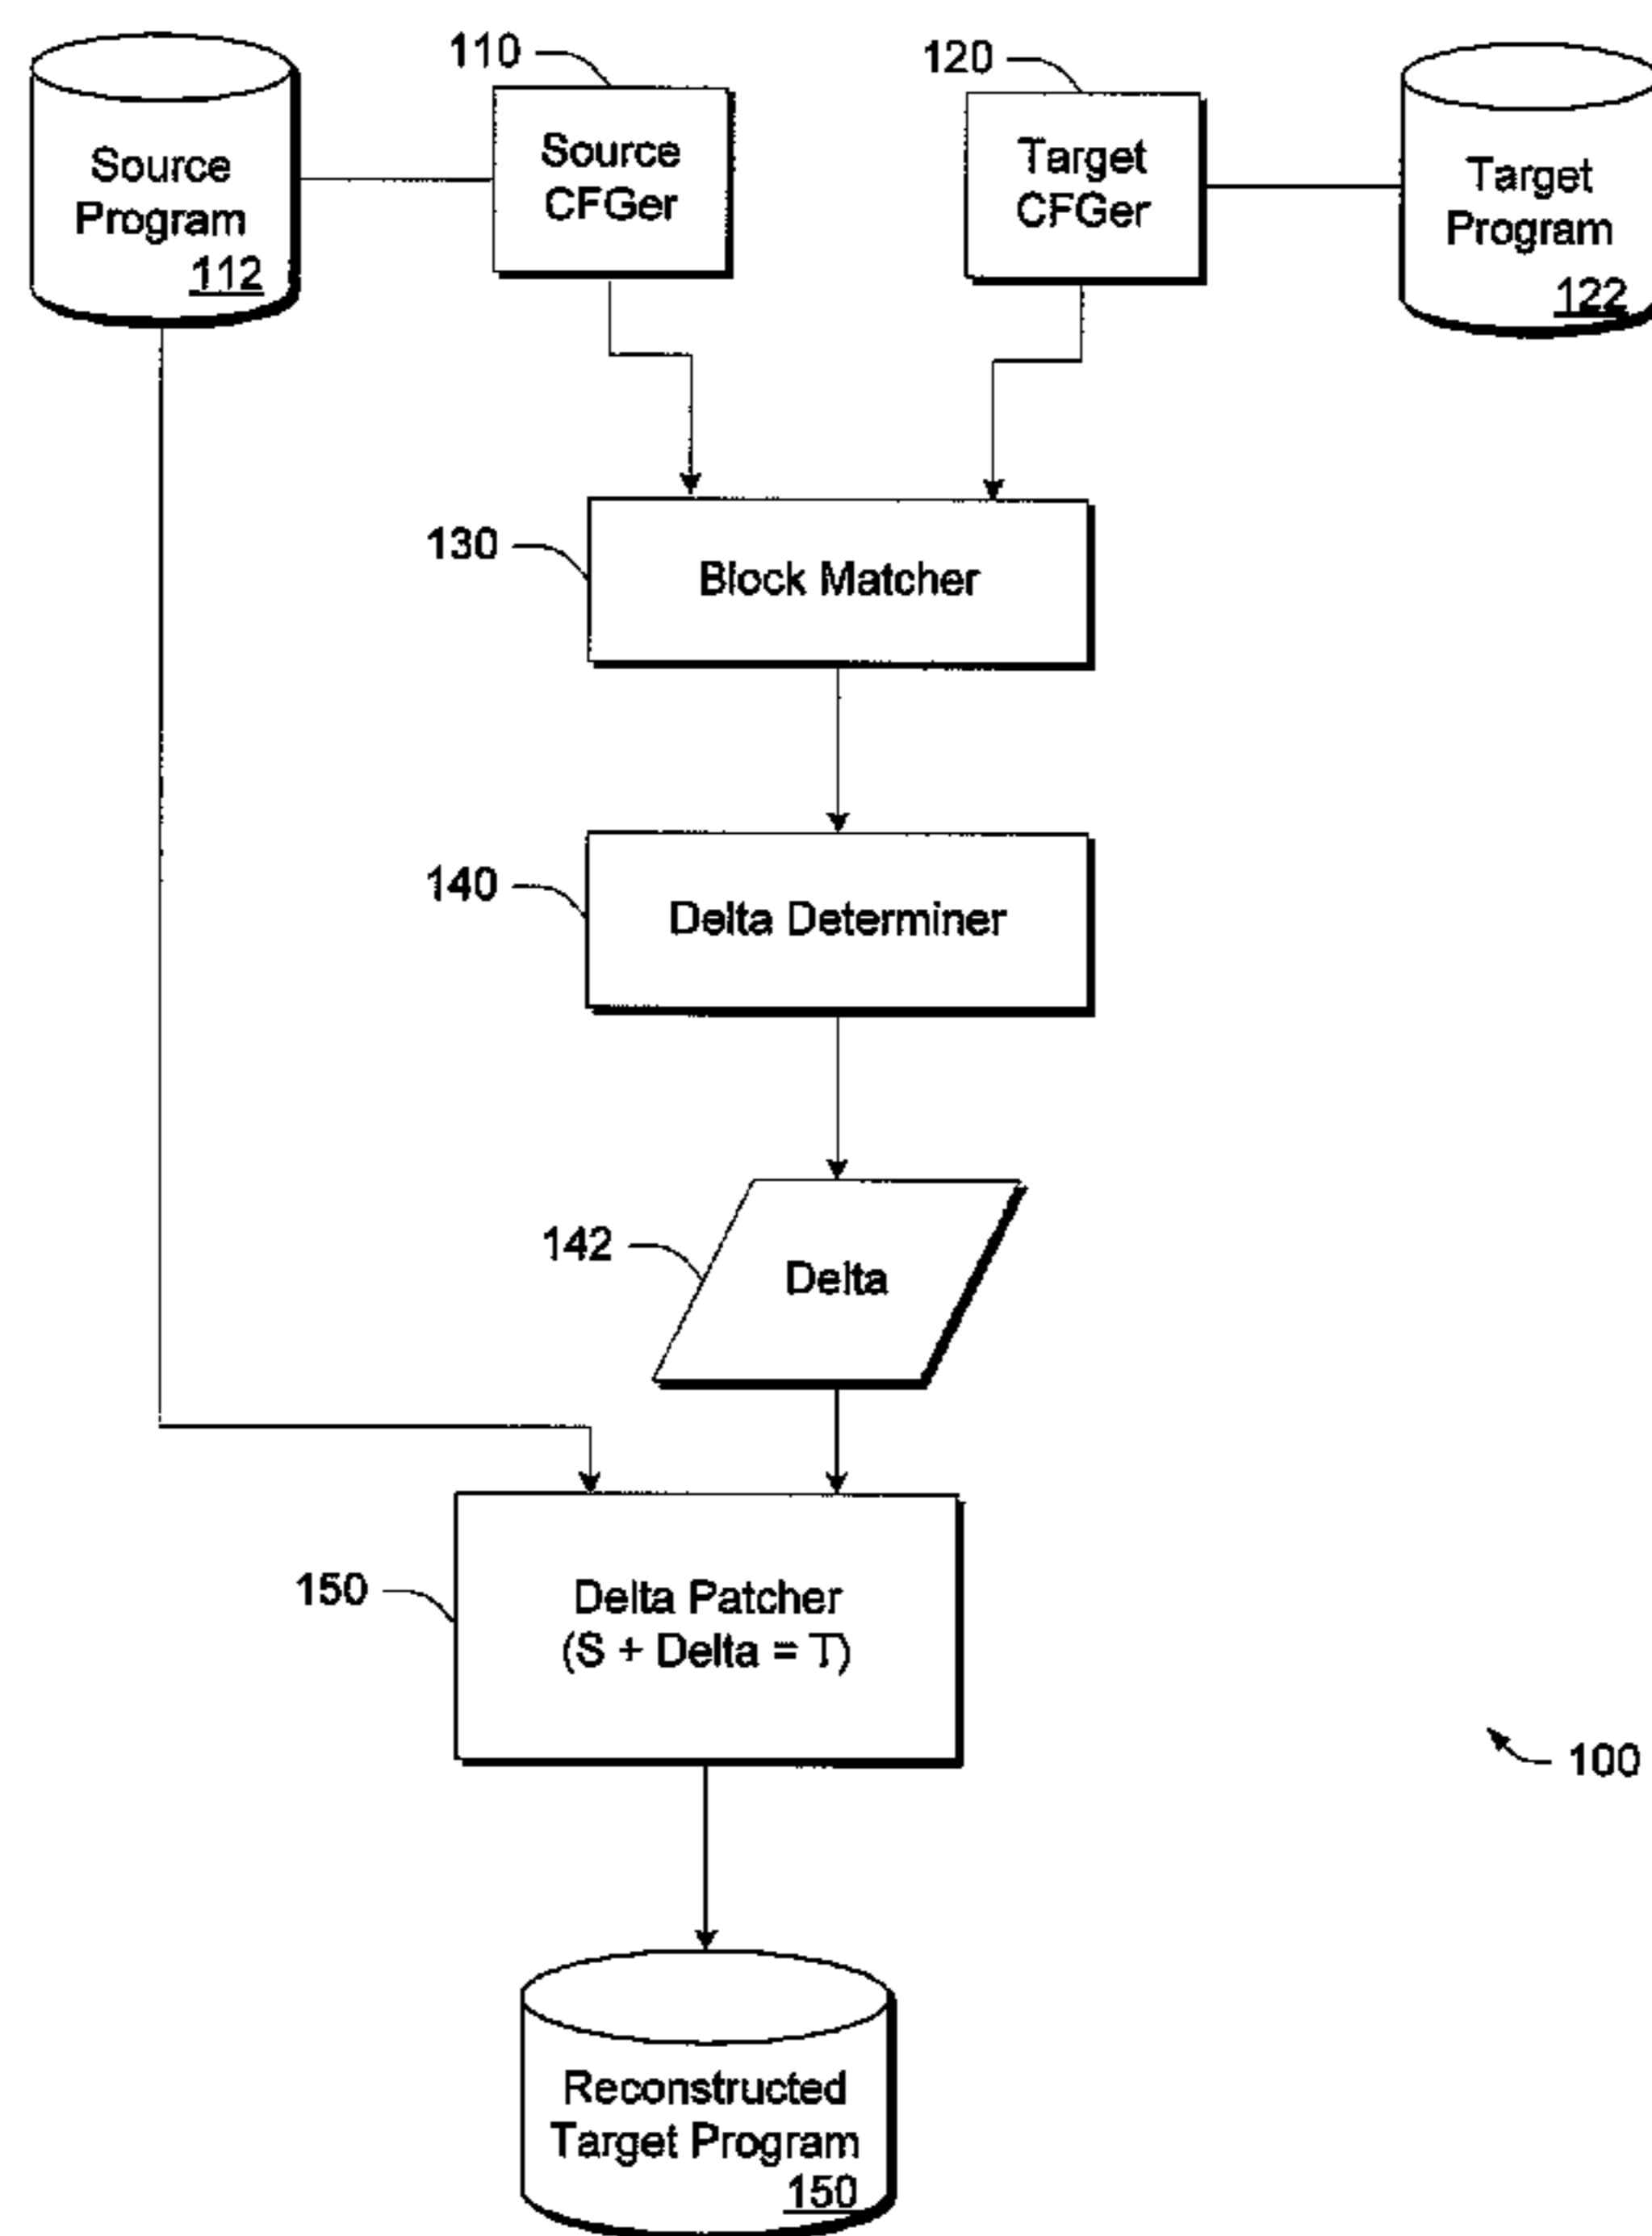 110
120
Source
Program
112
Source
CFGer
Target
CFGer
Target
Program
122
130
Block Matcher
140
Delta Determiner
142
Delta
150
Delta Patcher
(S + Delta = T)
100
Reconstructed
Target Program
150